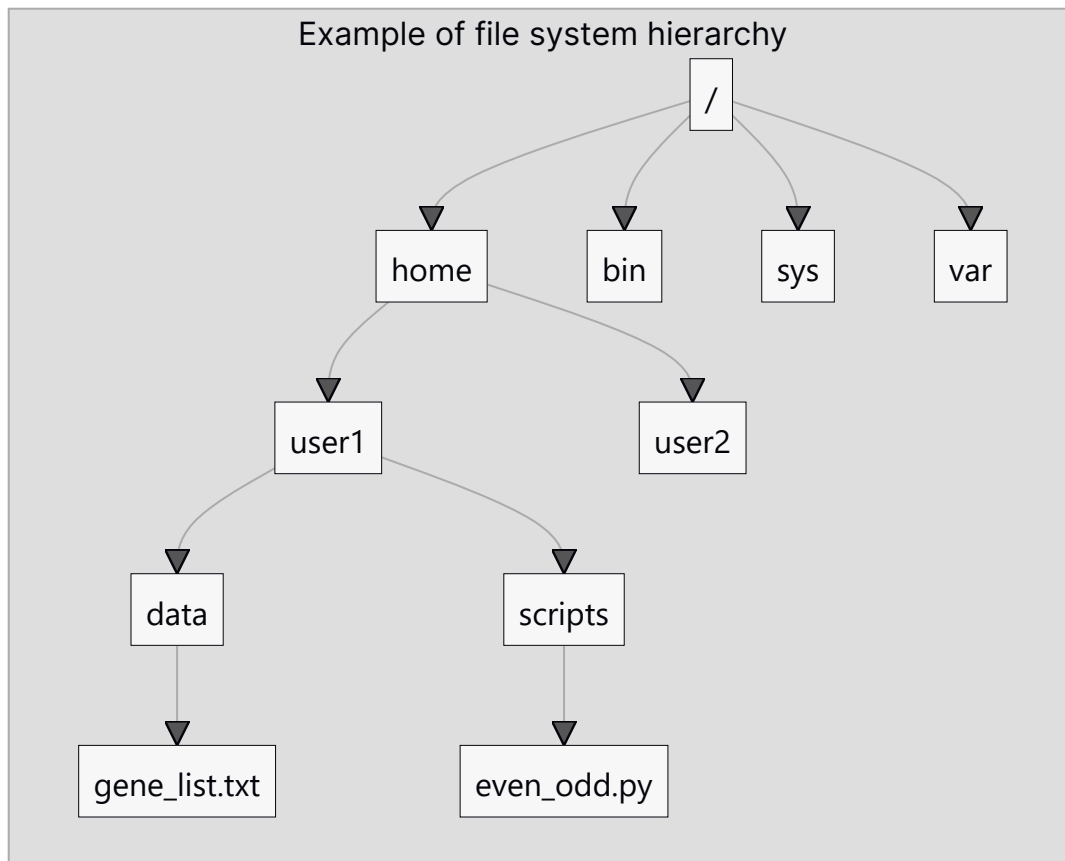 Example of file system hierarchy
/
home
bin
sys
var
user1
user2
data
scripts
gene_list.txt
even_odd.py